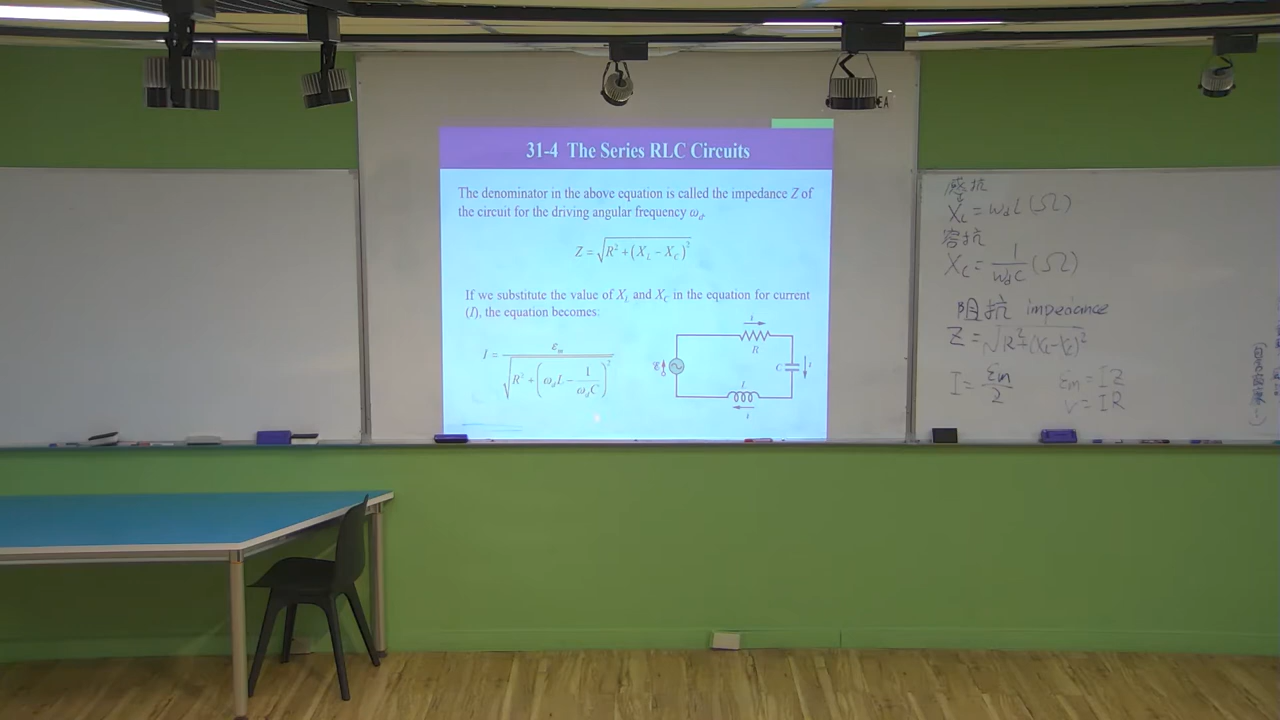 31-4 The Series RLC Circuits
The denominator in the above equation is called the impedance Z of
the circuit for the driving angular frequency ω_d.
Z = √(R² + (X_L − X_C)²)
If we substitute the value of X_L and X_C in the equation for current
(I), the equation becomes:
I = ε_m / √(R² + (ω_d L − 1/(ω_d C))²)
i
R
ℰ
C
i
L
i
感抗
X_L = ω_d L (Ω)
容抗
X_C = 1/(ω_d C) (Ω)
阻抗 impedance
Z = √(R² + (X_L − X_C)²)
I = ε_m / Z
ε_m = I Z
V = I R